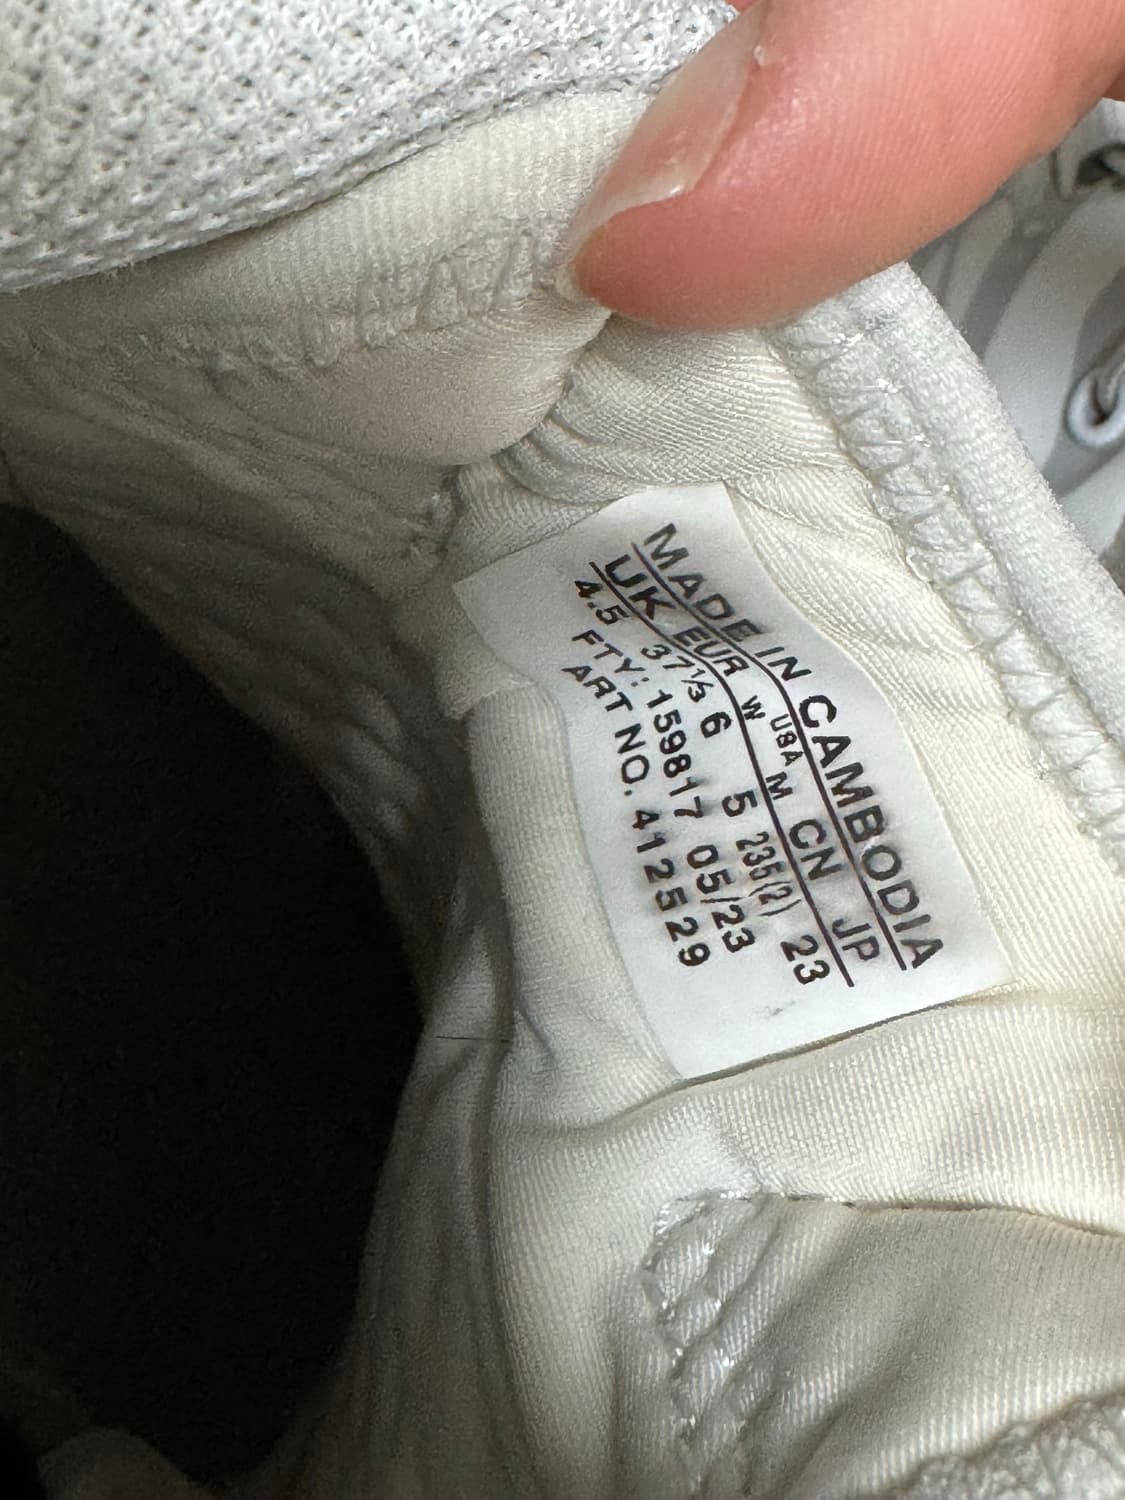 MADE IN CAMBODIA
UK EUR W USA M CN JP
4.5 37⅓ 6 5 235(2) 23
FTY: 159817 05/23
ART NO. 412529